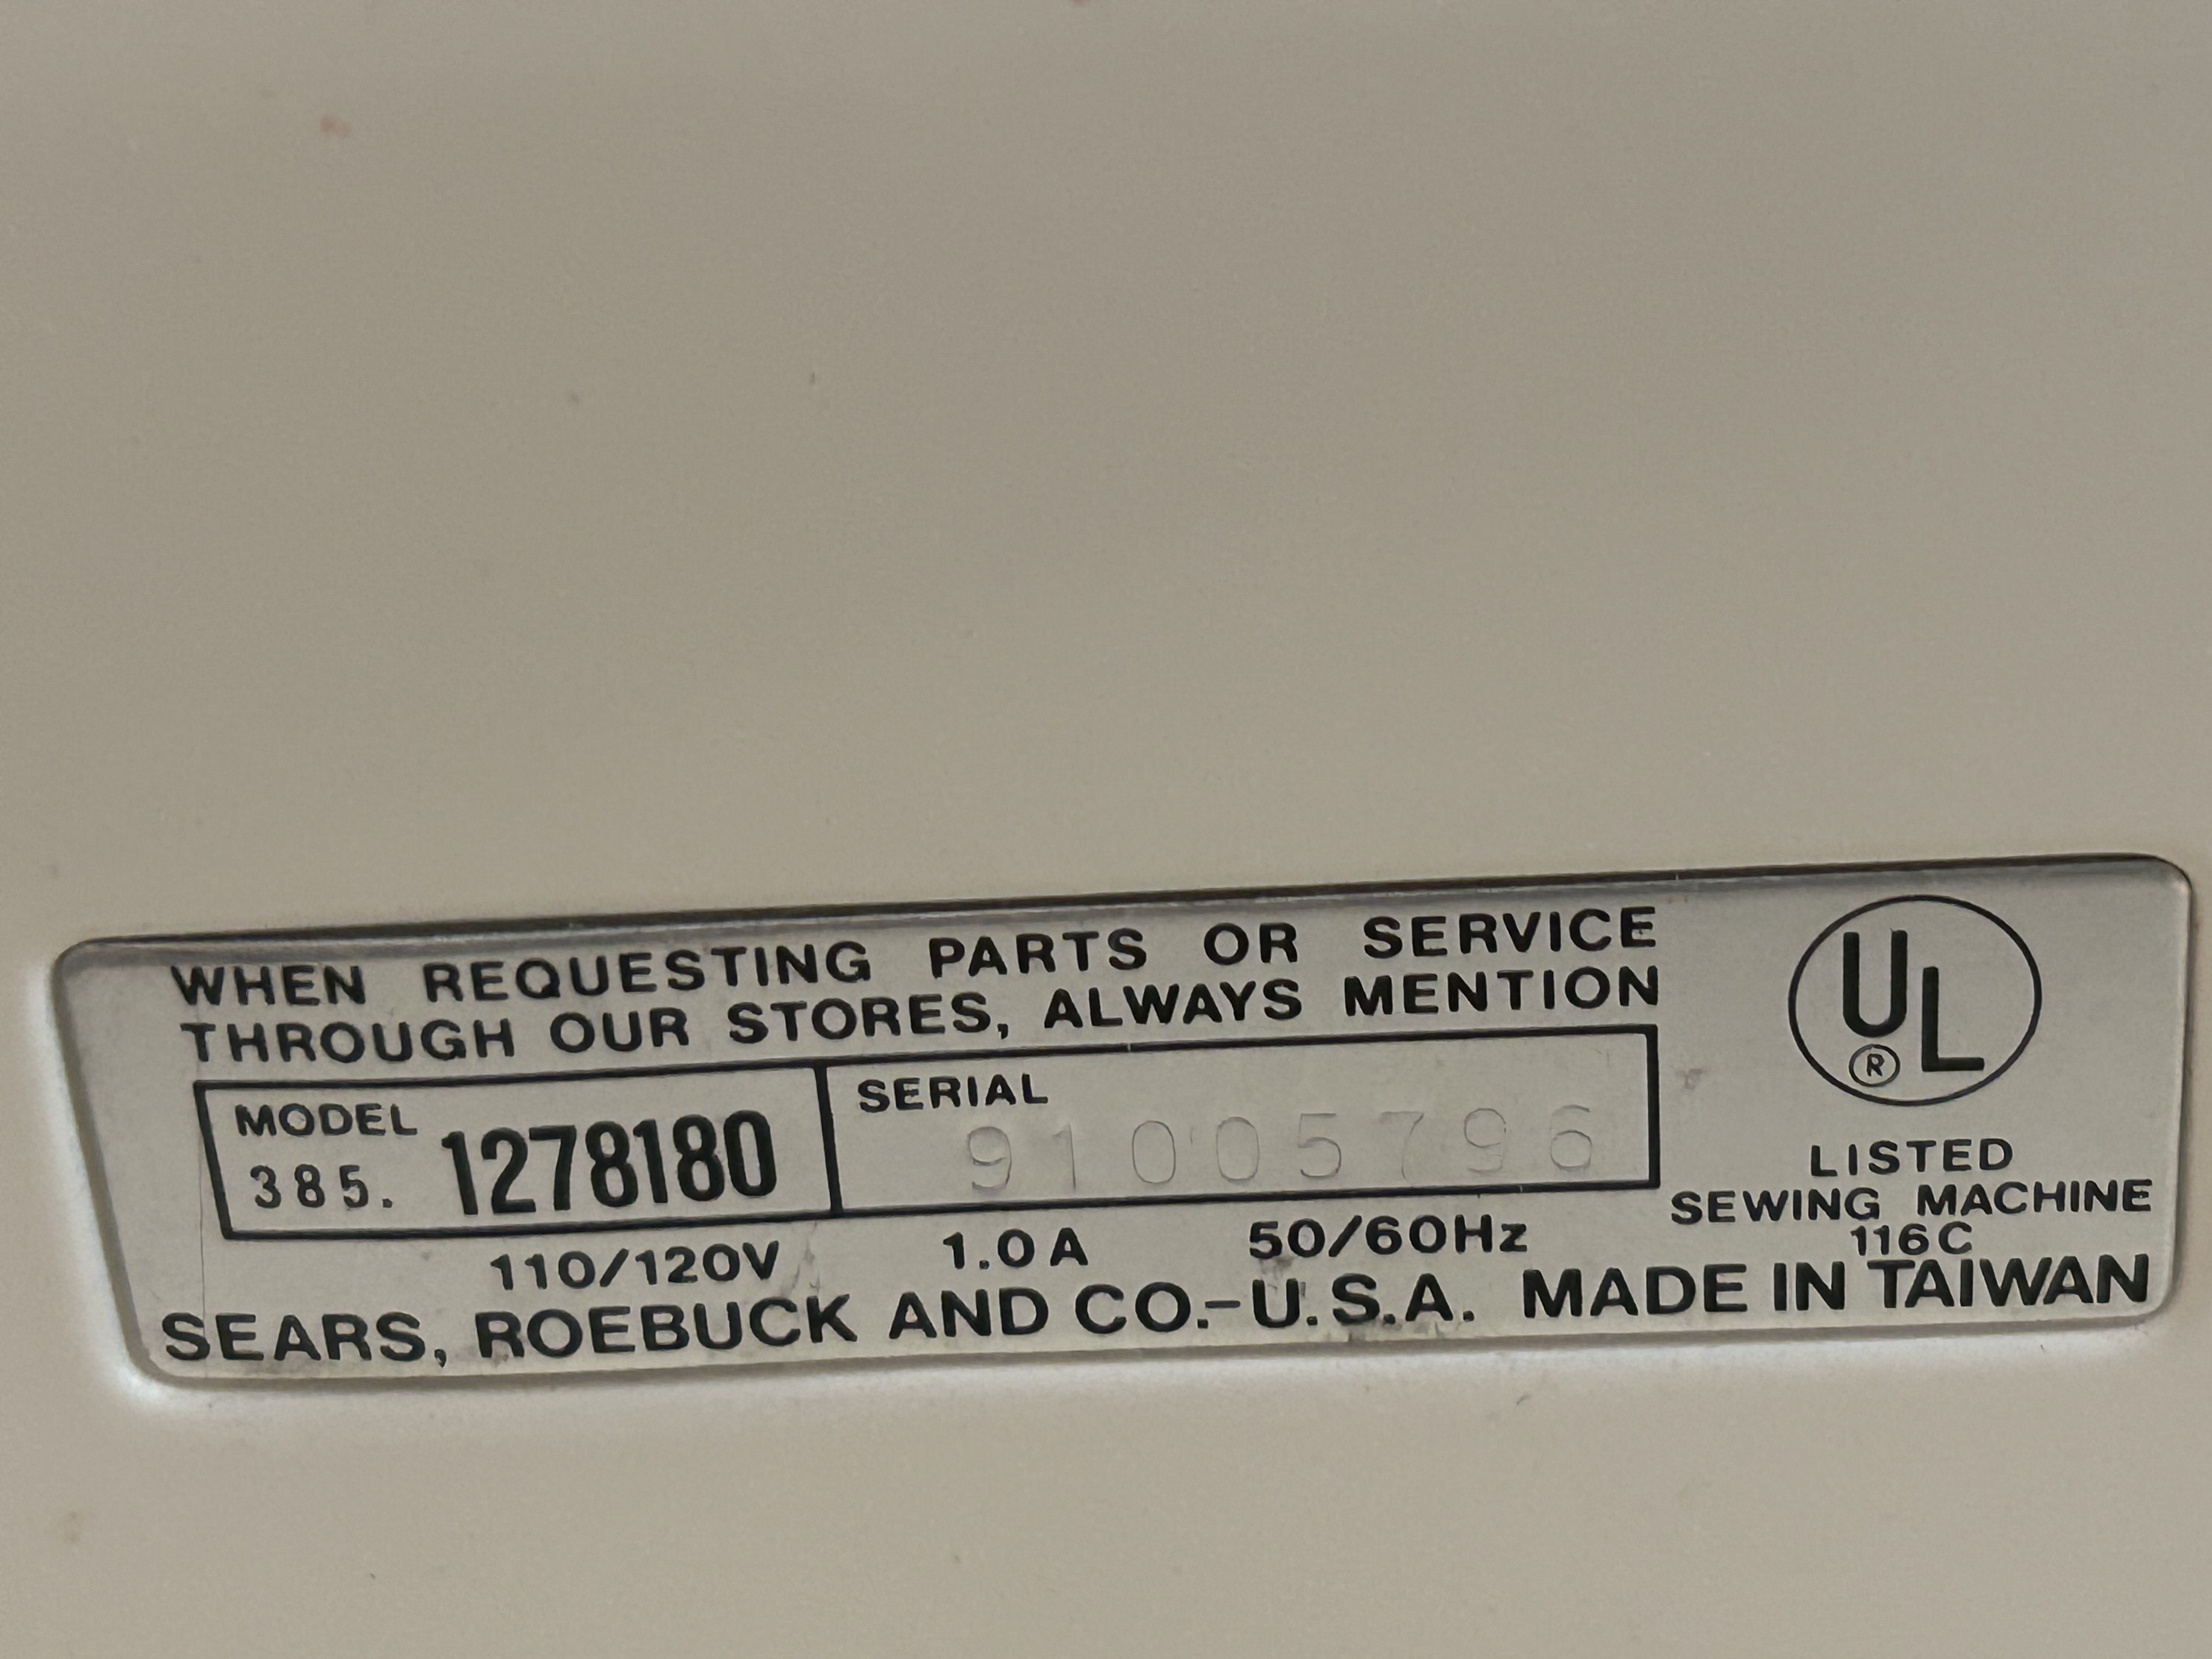 WHEN REQUESTING PARTS OR SERVICE
THROUGH OUR STORES, ALWAYS MENTION
MODEL
385. 1278180
SERIAL
91005796
110/120V 1.0A 50/60Hz
UL
®
LISTED
SEWING MACHINE
116C
SEARS, ROEBUCK AND CO.-U.S.A. MADE IN TAIWAN